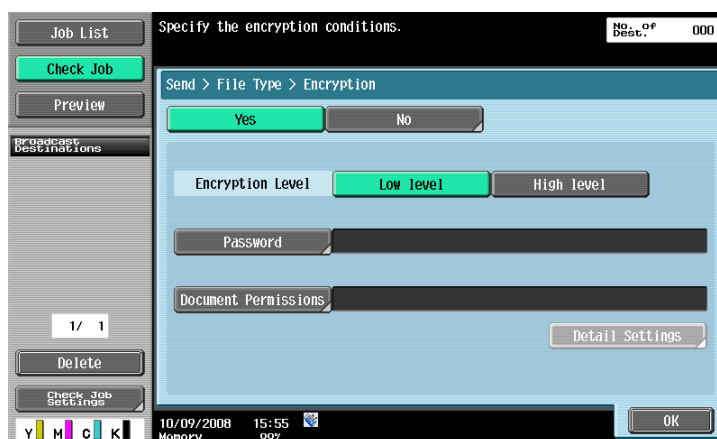 Job List
Check Job
Preview
Broadcast
Destinations
1/ 1
Delete
Check Job
Settings
Y M C K
Specify the encryption conditions.
No. of
Dest. 000
Send > File Type > Encryption
Yes No
Encryption Level Low level High level
Password
Document Permissions
Detail Settings
10/09/2008 15:55
Memory 99%
OK